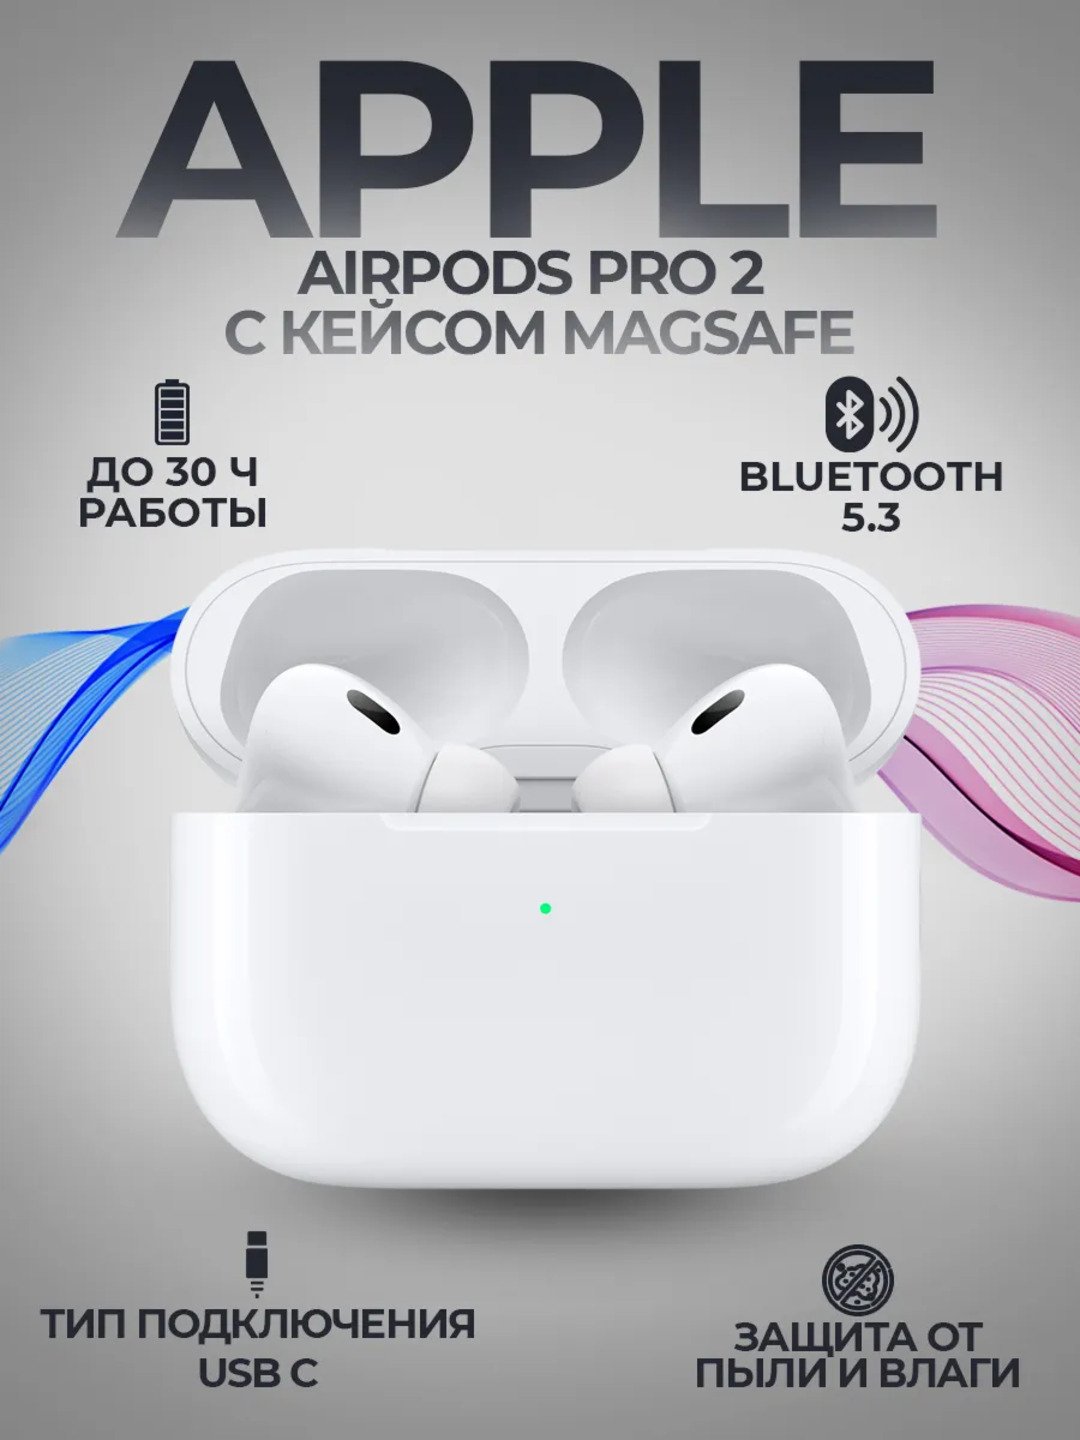 APPLE
AIRPODS PRO 2
С КЕЙСОМ MAGSAFE
ДО 30 Ч
РАБОТЫ
BLUETOOTH
5.3
ТИП ПОДКЛЮЧЕНИЯ
USB C
ЗАЩИТА ОТ
ПЫЛИ И ВЛАГИ